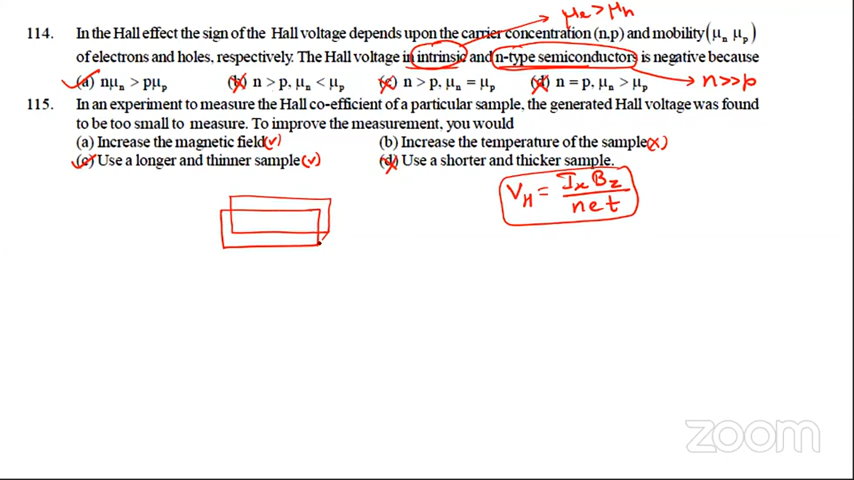 μe > μh
114. In the Hall effect the sign of the Hall voltage depends upon the carrier concentration (n,p) and mobility (μn μp)
of electrons and holes, respectively. The Hall voltage in intrinsic and n-type semiconductors is negative because
(a) nμn > pμp (b) n > p, μn < μp (c) n > p, μn = μp (d) n = p, μn > μp n >> p
115. In an experiment to measure the Hall co-efficient of a particular sample, the generated Hall voltage was found
to be too small to measure. To improve the measurement, you would
(a) Increase the magnetic field (v) (b) Increase the temperature of the sample (x)
(c) Use a longer and thinner sample (v) (d) Use a shorter and thicker sample.
VH = IxBz / net
zoom